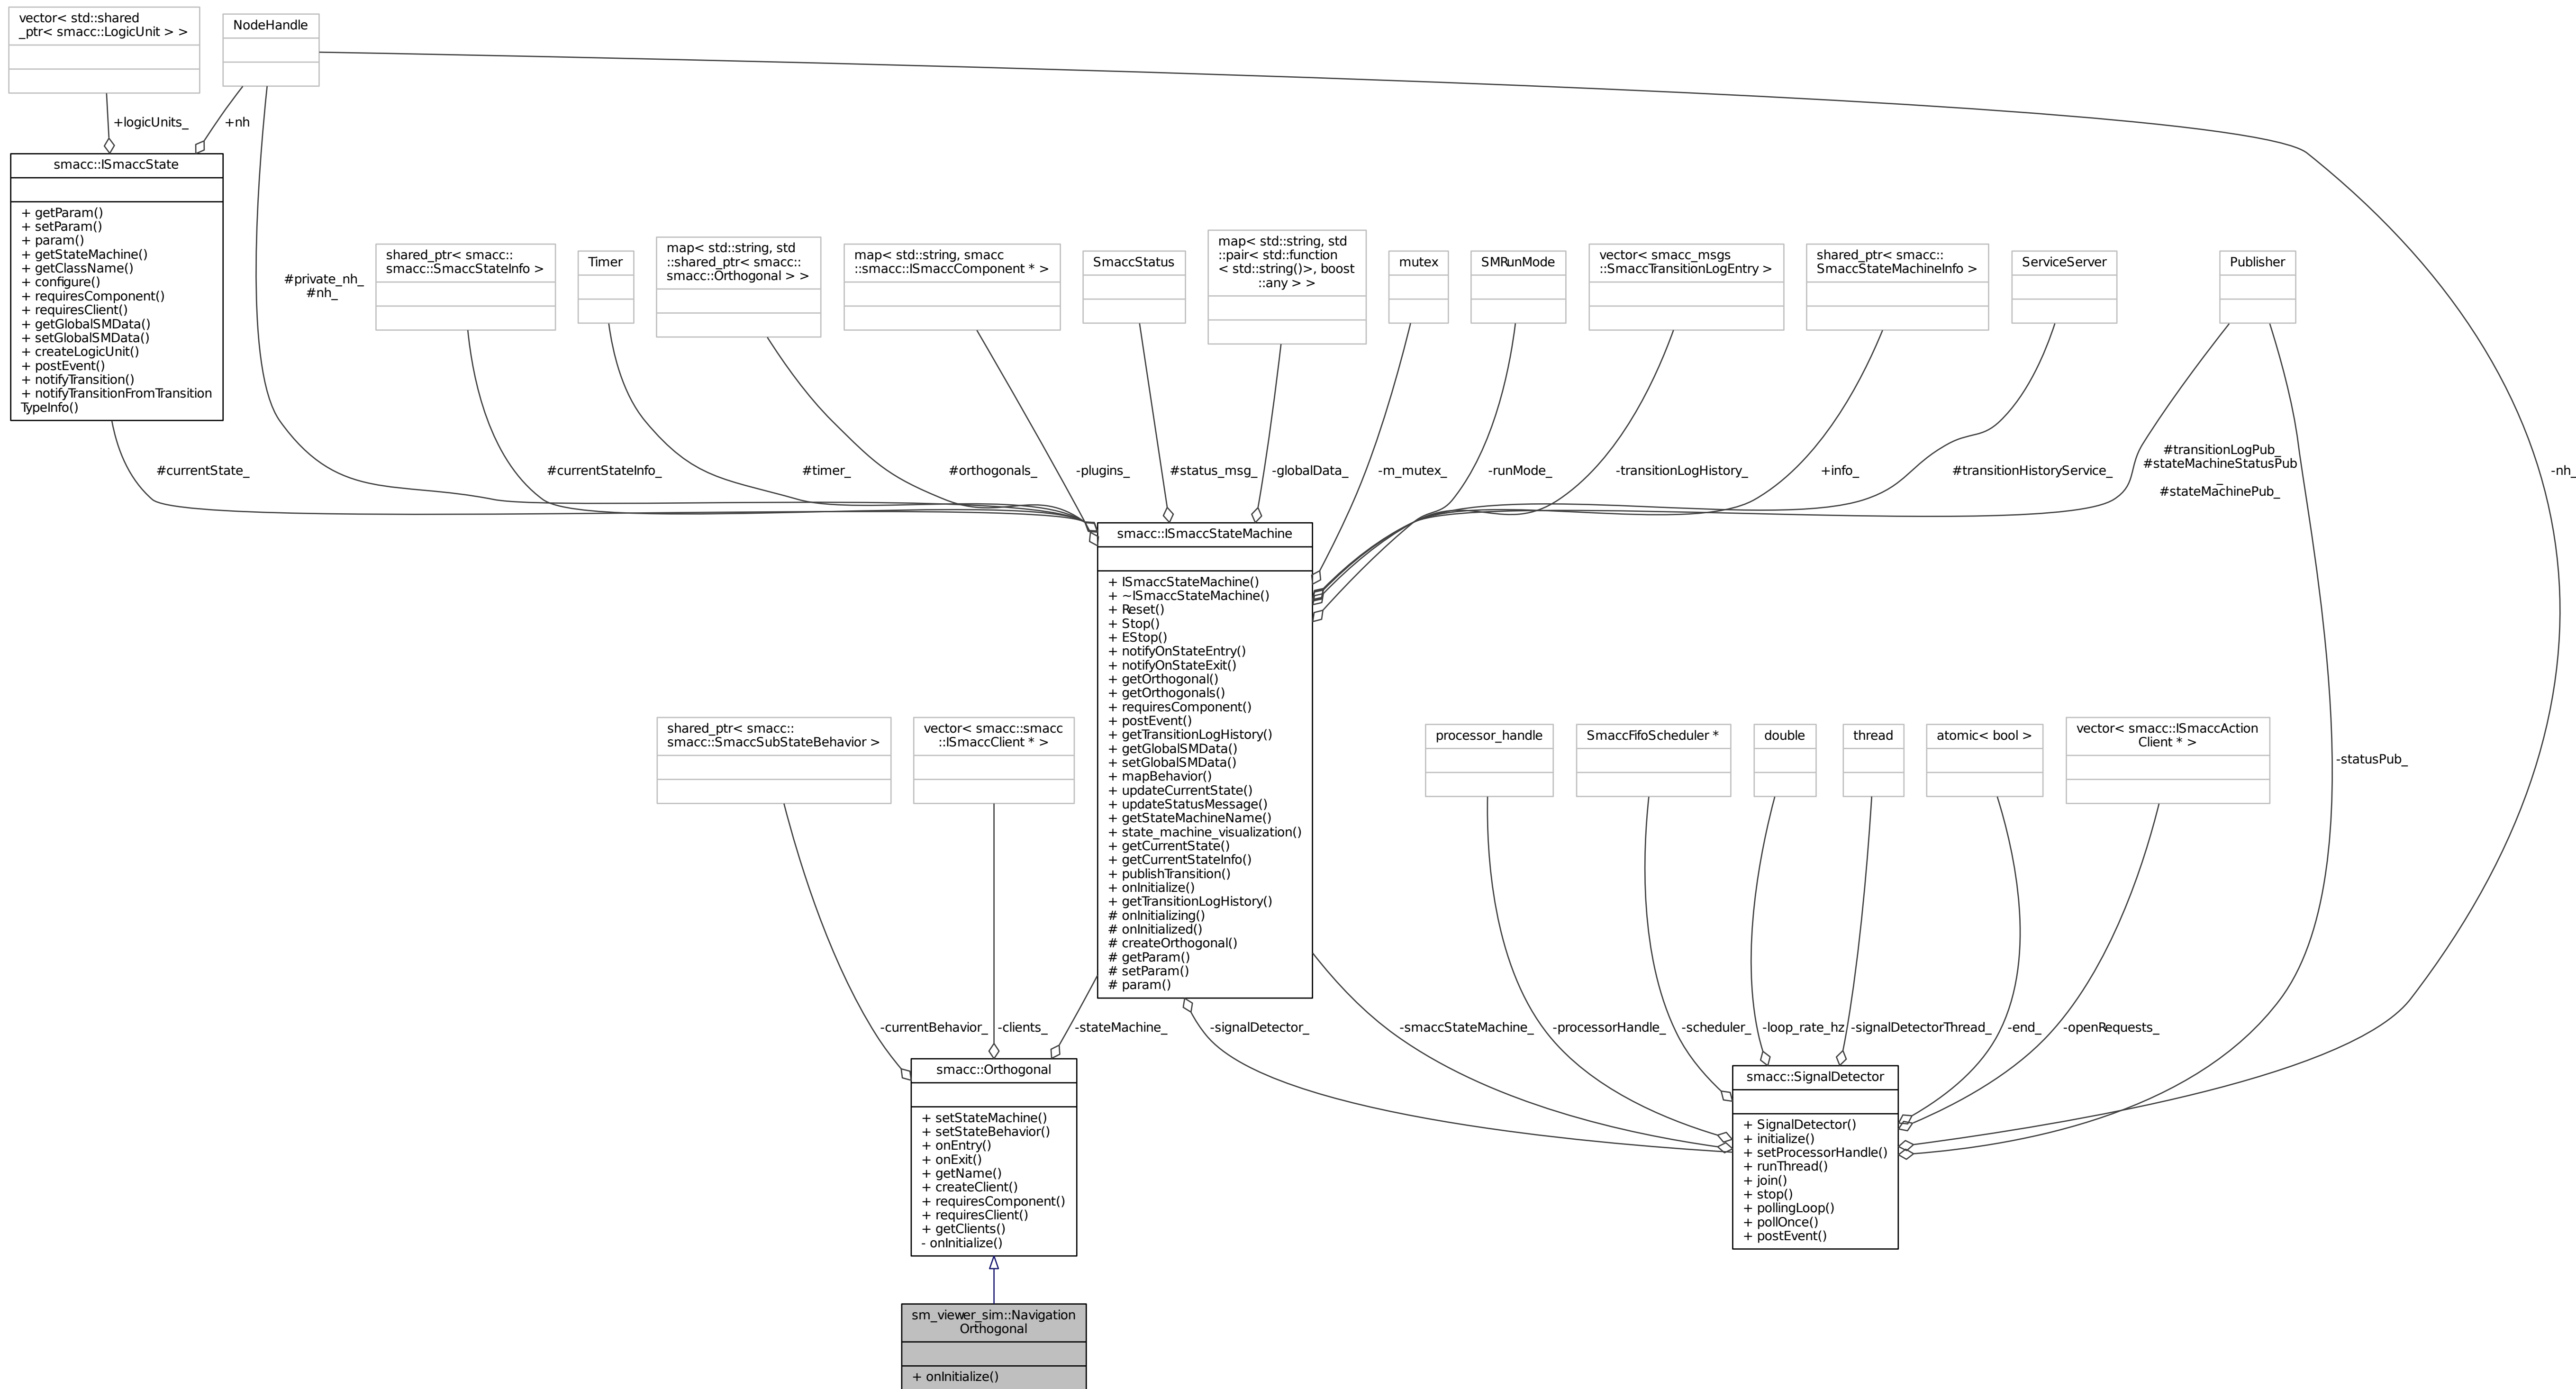 vector< std::shared
_ptr< smacc::LogicUnit > >
NodeHandle
+logicUnits_
+nh
smacc::ISmaccState
+ getParam()
+ setParam()
+ param()
+ getStateMachine()
+ getClassName()
+ configure()
+ requiresComponent()
+ requiresClient()
+ getGlobalSMData()
+ setGlobalSMData()
+ createLogicUnit()
+ postEvent()
+ notifyTransition()
+ notifyTransitionFromTransition
TypeInfo()
#private_nh_
#nh_
shared_ptr< smacc::
smacc::SmaccStateInfo >
Timer
map< std::string, std
::shared_ptr< smacc::
smacc::Orthogonal > >
map< std::string, smacc
::smacc::ISmaccComponent * >
SmaccStatus
map< std::string, std
::pair< std::function
< std::string()>, boost
::any > >
mutex
SMRunMode
vector< smacc_msgs
::SmaccTransitionLogEntry >
shared_ptr< smacc::
SmaccStateMachineInfo >
ServiceServer
Publisher
#currentState_
#currentStateInfo_
#timer_
#orthogonals_
-plugins_
#status_msg_
-globalData_
-m_mutex_
-runMode_
-transitionLogHistory_
+info_
#transitionHistoryService_
#transitionLogPub_
#stateMachineStatusPub
_
#stateMachinePub_
-nh_
smacc::ISmaccStateMachine
+ ISmaccStateMachine()
+ ~ISmaccStateMachine()
+ Reset()
+ Stop()
+ EStop()
+ notifyOnStateEntry()
+ notifyOnStateExit()
+ getOrthogonal()
+ getOrthogonals()
+ requiresComponent()
+ postEvent()
+ getTransitionLogHistory()
+ getGlobalSMData()
+ setGlobalSMData()
+ mapBehavior()
+ updateCurrentState()
+ updateStatusMessage()
+ getStateMachineName()
+ state_machine_visualization()
+ getCurrentState()
+ getCurrentStateInfo()
+ publishTransition()
+ onInitialize()
+ getTransitionLogHistory()
# onInitializing()
# onInitialized()
# createOrthogonal()
# getParam()
# setParam()
# param()
shared_ptr< smacc::
smacc::SmaccSubStateBehavior >
vector< smacc::smacc
::ISmaccClient * >
processor_handle
SmaccFifoScheduler *
double
thread
atomic< bool >
vector< smacc::ISmaccAction
Client * >
-statusPub_
-currentBehavior_
-clients_
-stateMachine_
-signalDetector_
-smaccStateMachine_
-processorHandle_
-scheduler_
-loop_rate_hz
-signalDetectorThread_
-end_
-openRequests_
smacc::Orthogonal
+ setStateMachine()
+ setStateBehavior()
+ onEntry()
+ onExit()
+ getName()
+ createClient()
+ requiresComponent()
+ requiresClient()
+ getClients()
- onInitialize()
smacc::SignalDetector
+ SignalDetector()
+ initialize()
+ setProcessorHandle()
+ runThread()
+ join()
+ stop()
+ pollingLoop()
+ pollOnce()
+ postEvent()
sm_viewer_sim::Navigation
Orthogonal
+ onInitialize()